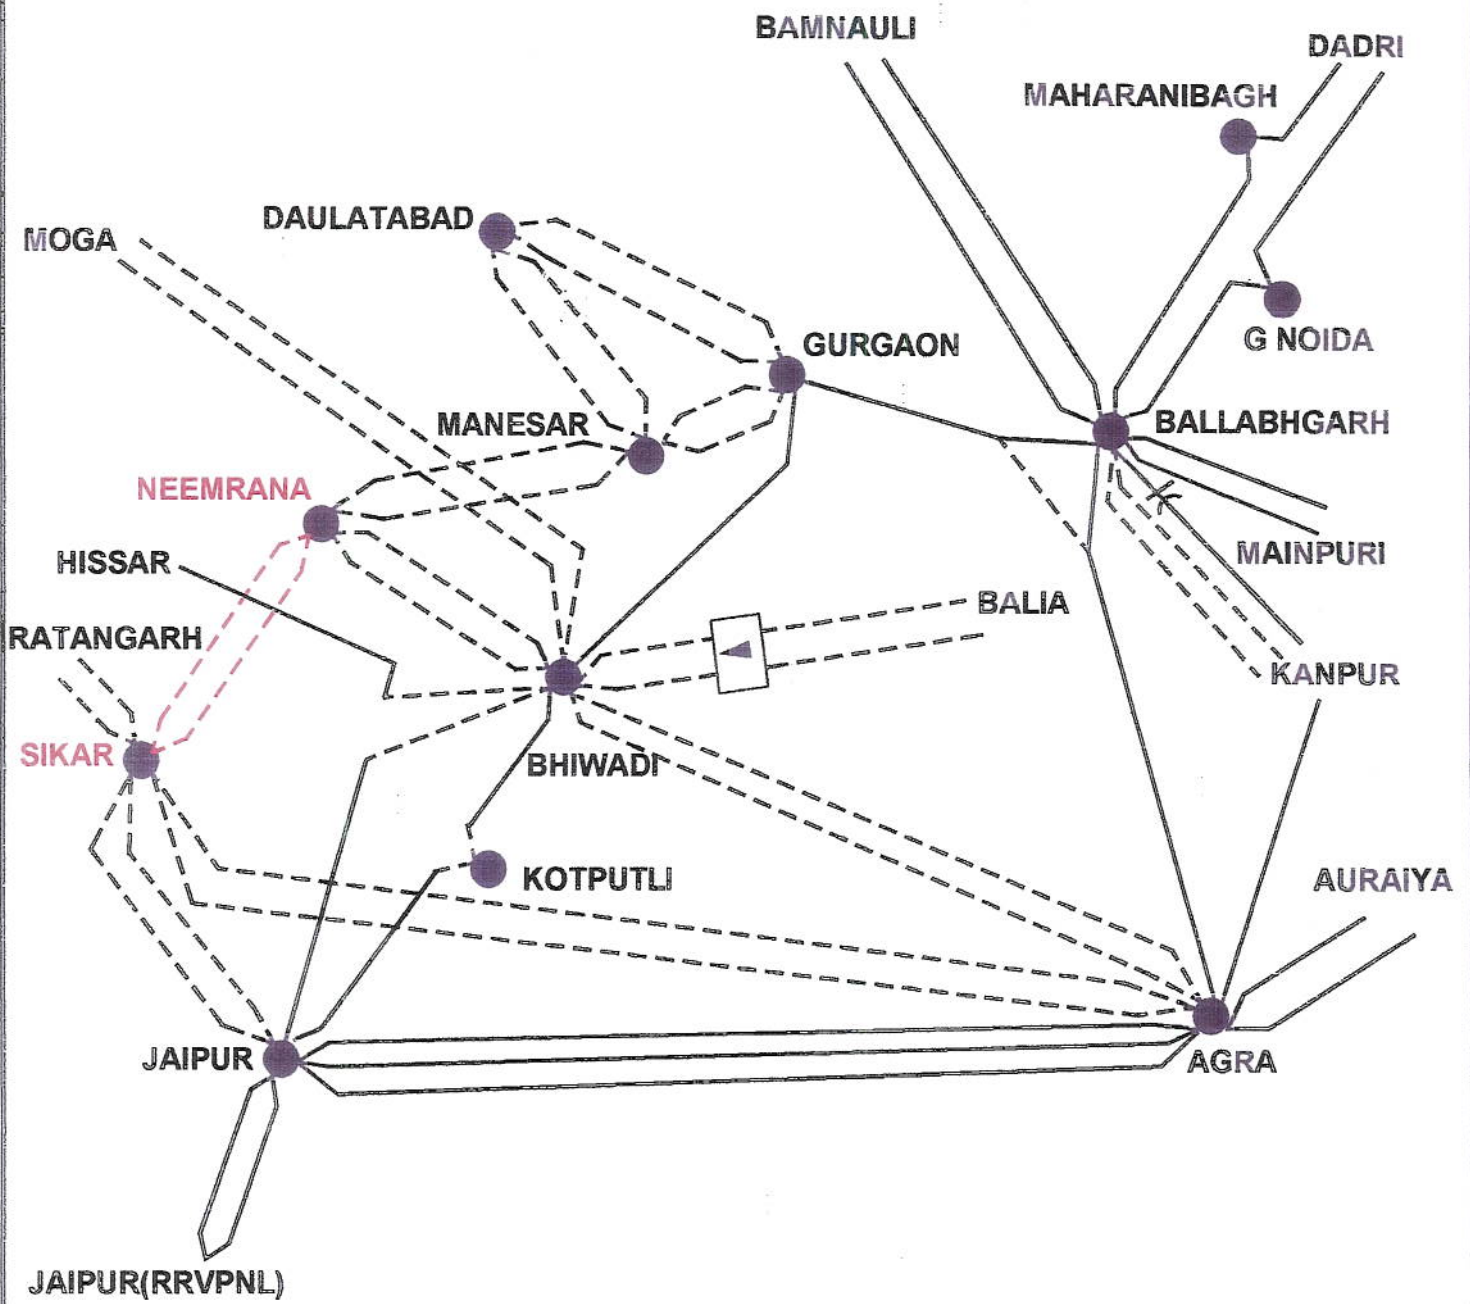 BAMNAULI
DADRI
MAHARANIBAGH
DAULATABAD
MOGA
G NOIDA
GURGAON
MANESAR
BALLABHGARH
NEEMRANA
HISSAR
MAINPURI
BALIA
RATANGARH
KANPUR
SIKAR
BHIWADI
KOTPUTLI
AURAIYA
JAIPUR
AGRA
JAIPUR(RRVPNL)